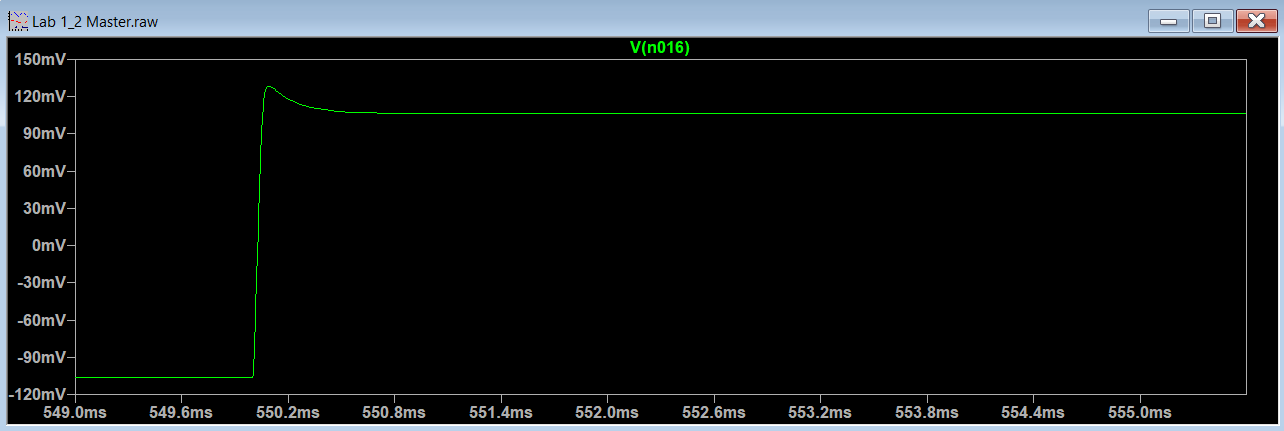 Lab 1_2 Master.raw
V(n016)
150mV
120mV
90mV
60mV
30mV
0mV
-30mV
-60mV
-90mV
-120mV
549.0ms 549.6ms 550.2ms 550.8ms 551.4ms 552.0ms 552.6ms 553.2ms 553.8ms 554.4ms 555.0ms